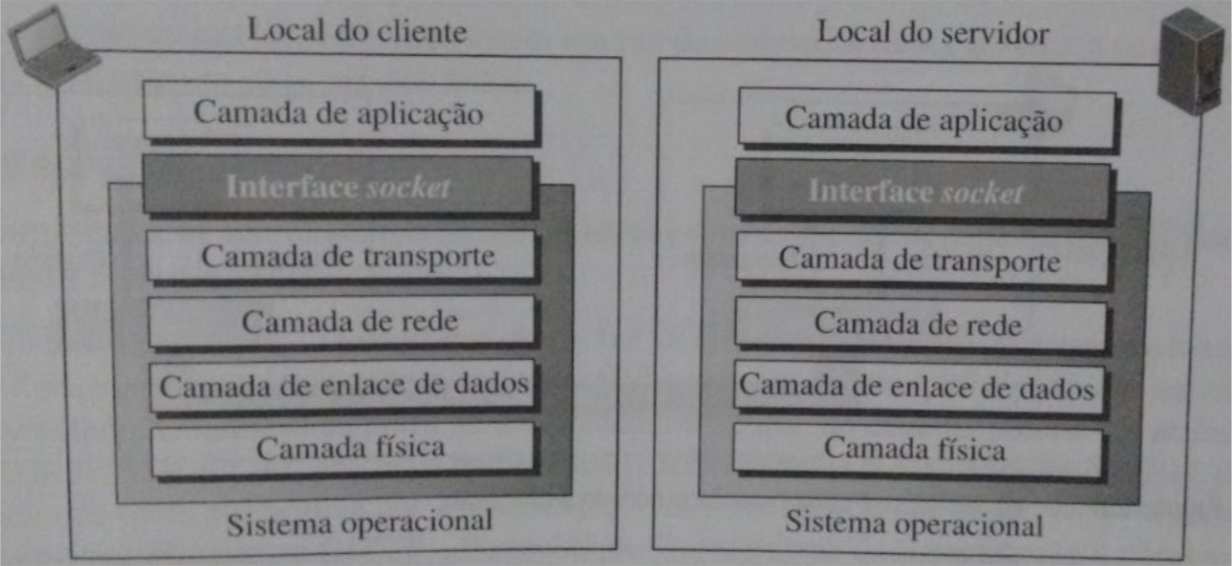 Local do cliente
Camada de aplicação
Interface socket
Camada de transporte
Camada de rede
Camada de enlace de dados
Camada física
Sistema operacional
Local do servidor
Camada de aplicação
Interface socket
Camada de transporte
Camada de rede
Camada de enlace de dados
Camada física
Sistema operacional